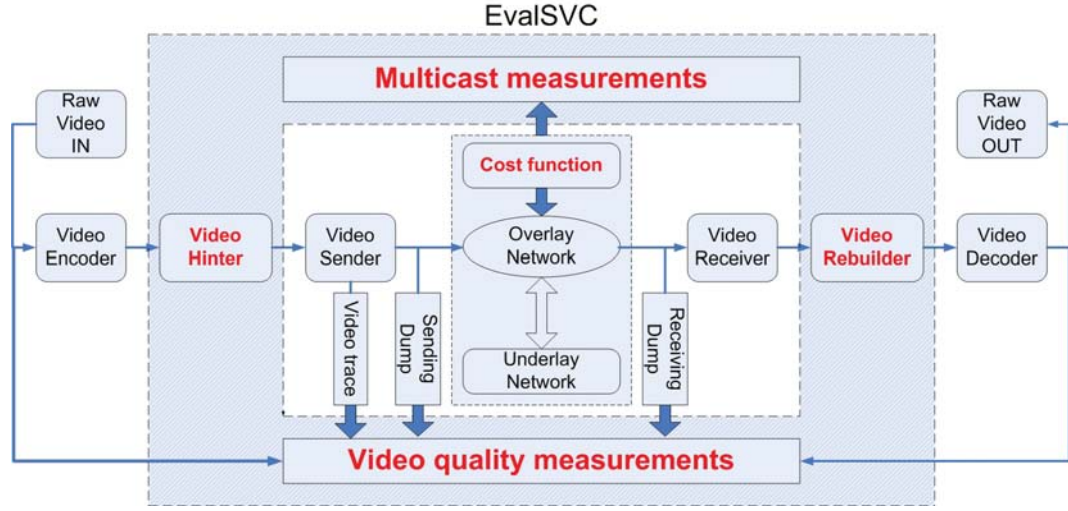 EvalSVC
Multicast measurements
Raw
Video
IN
Raw
Video
OUT
Cost function
Video
Encoder
Video
Hinter
Video
Sender
Overlay
Network
Video
Receiver
Video
Rebuilder
Video
Decoder
Video trace
Sending
Dump
Receiving
Dump
Underlay
Network
Video quality measurements